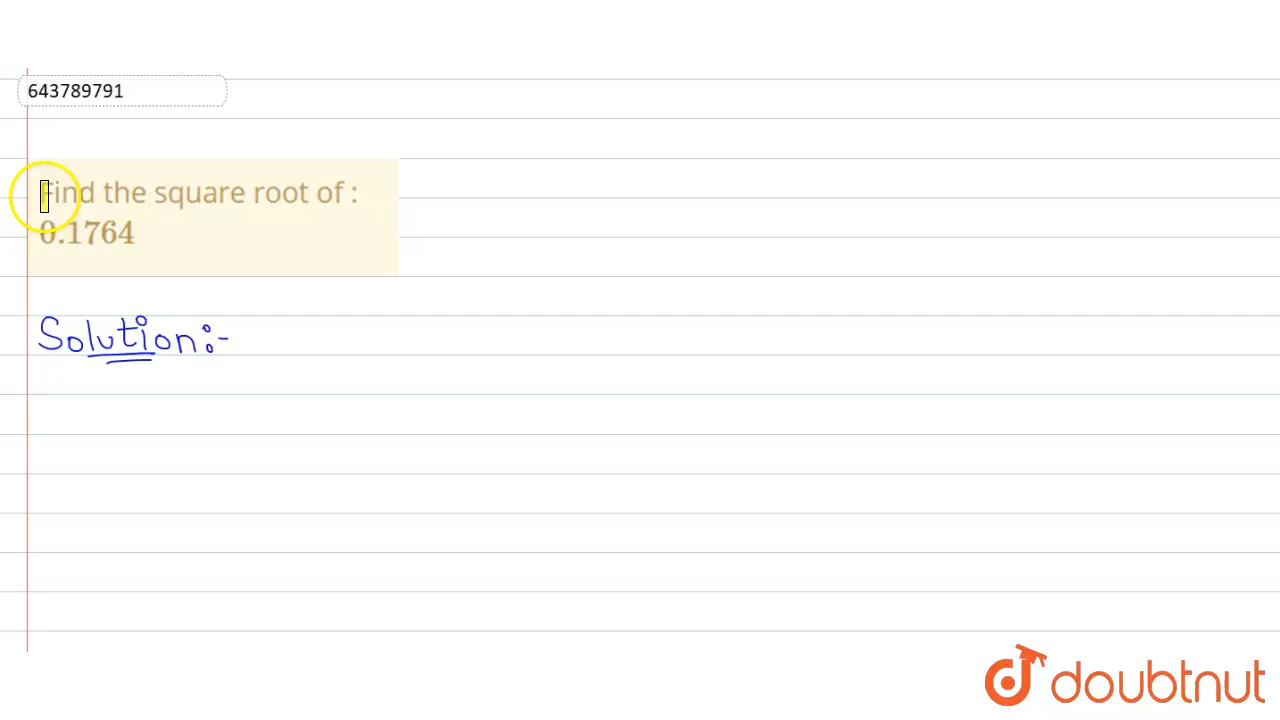 643789791
Find the square root of :
0.1764
Solution:-
doubtnut